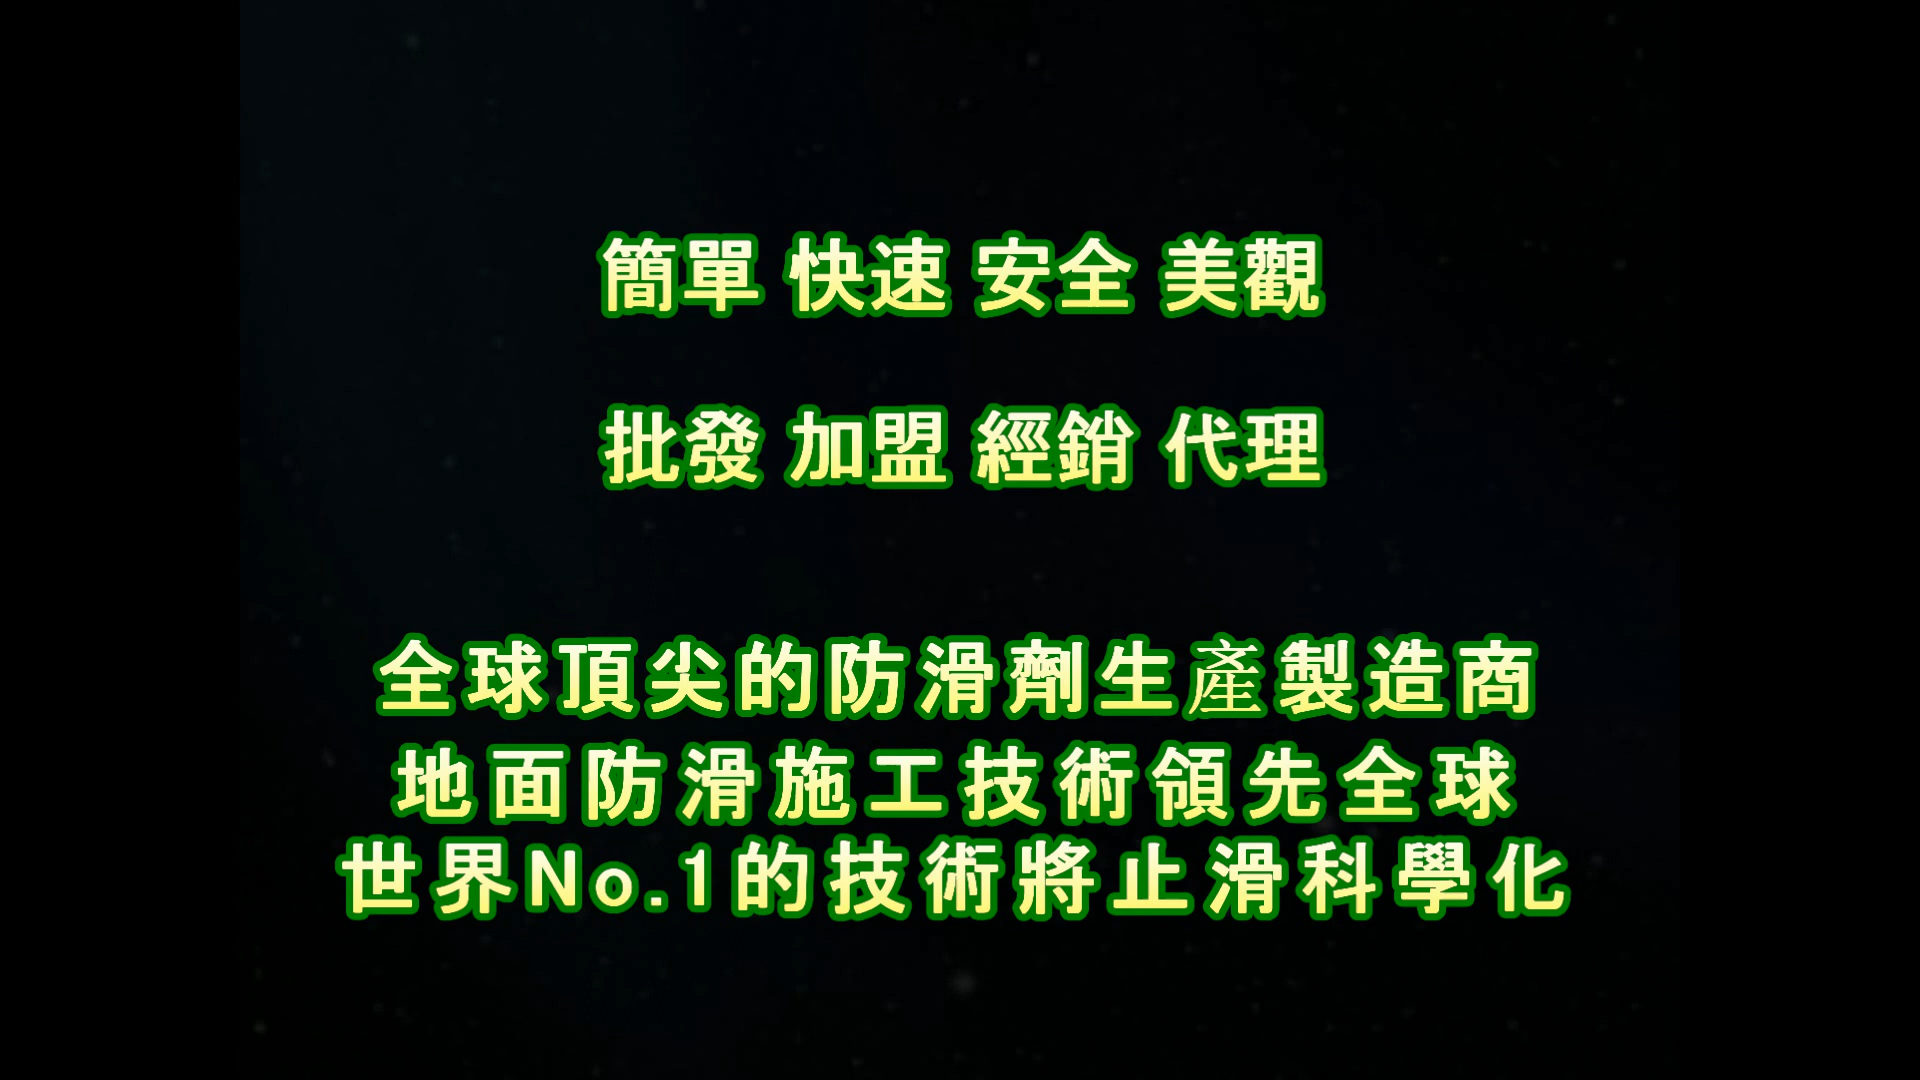 簡單 快速 安全 美觀
批發 加盟 經銷 代理
全球頂尖的防滑劑生產製造商
地面防滑施工技術領先全球
世界No.1的技術將止滑科學化